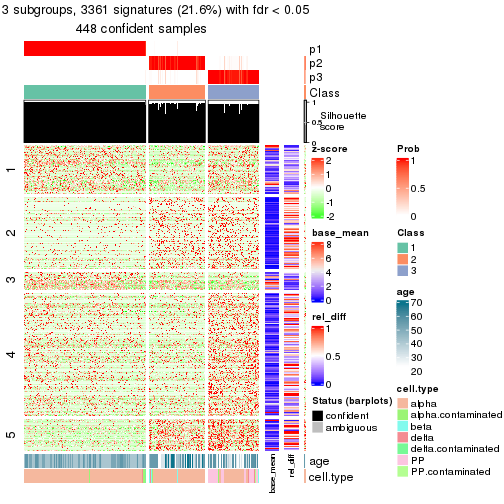 3 subgroups, 3361 signatures (21.6%) with fdr < 0.05
448 confident samples
p1
p2
p3
Class
1
0.5
0
Silhouette
score
1
2
3
4
5
z-score
2
1
0
-1
-2
base_mean
8
6
4
2
0
rel_diff
1
0.5
0
Status (barplots)
confident
ambiguous
Prob
1
0.5
0
Class
1
2
3
age
70
60
50
40
30
20
cell.type
alpha
alpha.contaminated
beta
delta
delta.contaminated
PP
PP.contaminated
age
cell.type
base_mean
rel_diff